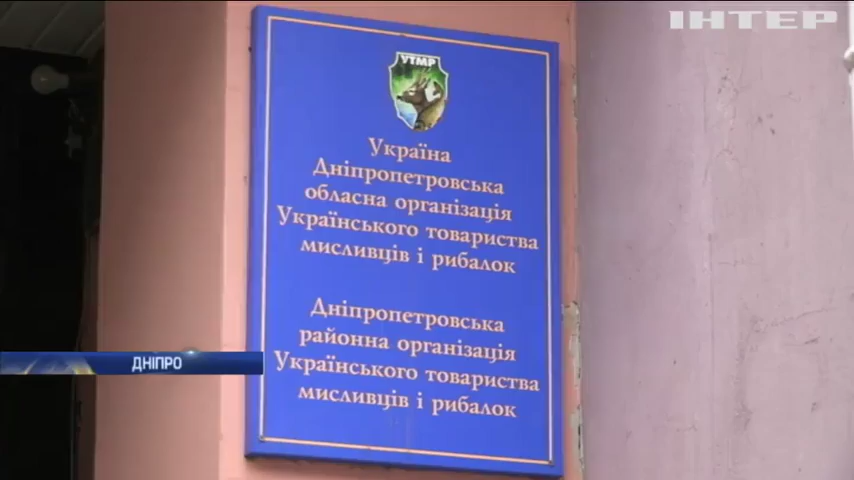 ІНТЕР
УТМР
Україна
Дніпропетровська
обласна організація
Українського товариства
мисливців і рибалок
Дніпропетровська
районна організація
Українського товариства
мисливців і рибалок
ДНІПРО